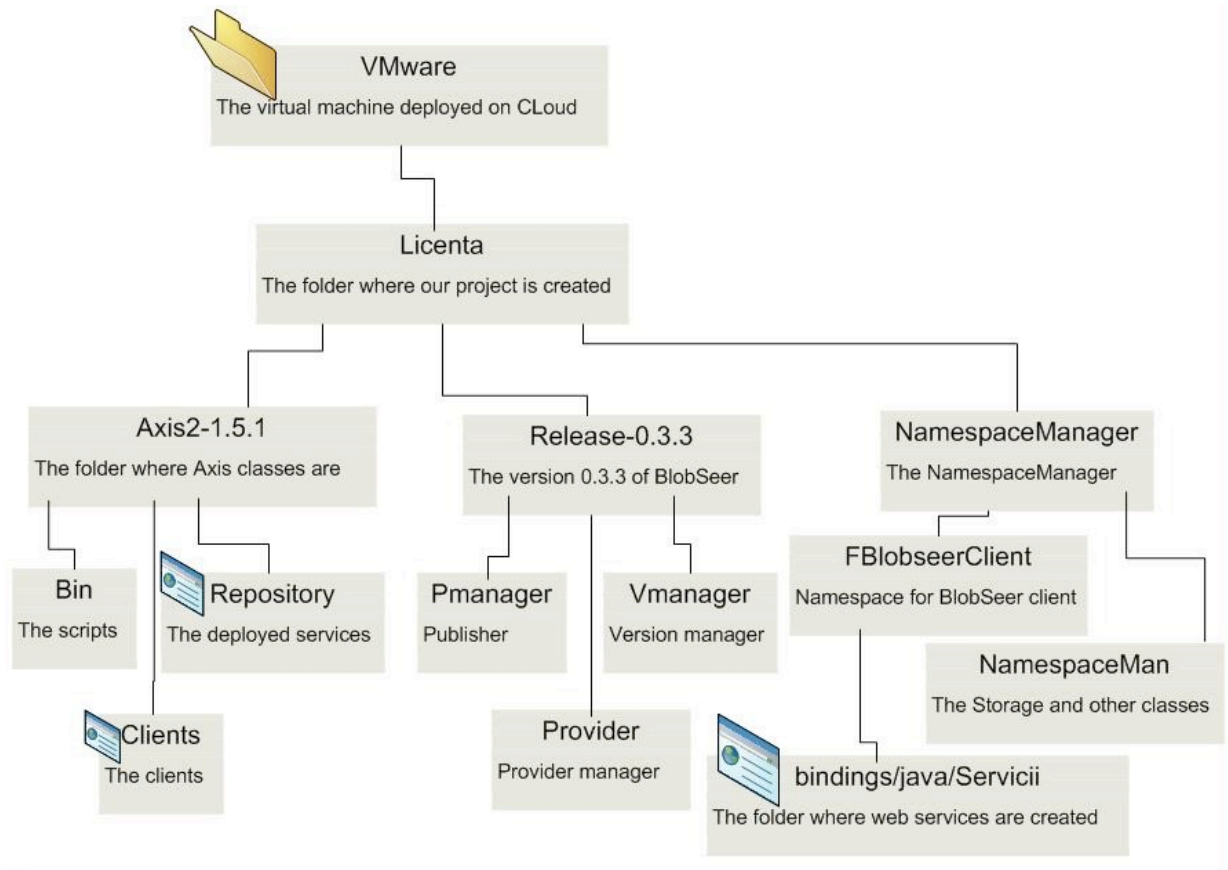 VMware
The virtual machine deployed on CLoud
Licenta
The folder where our project is created
Axis2-1.5.1
The folder where Axis classes are
Release-0.3.3
The version 0.3.3 of BlobSeer
NamespaceManager
The NamespaceManager
Bin
The scripts
Repository
The deployed services
Pmanager
Publisher
Vmanager
Version manager
FBlobseerClient
Namespace for BlobSeer client
NamespaceMan
The Storage and other classes
Clients
The clients
Provider
Provider manager
bindings/java/Servicii
The folder where web services are created